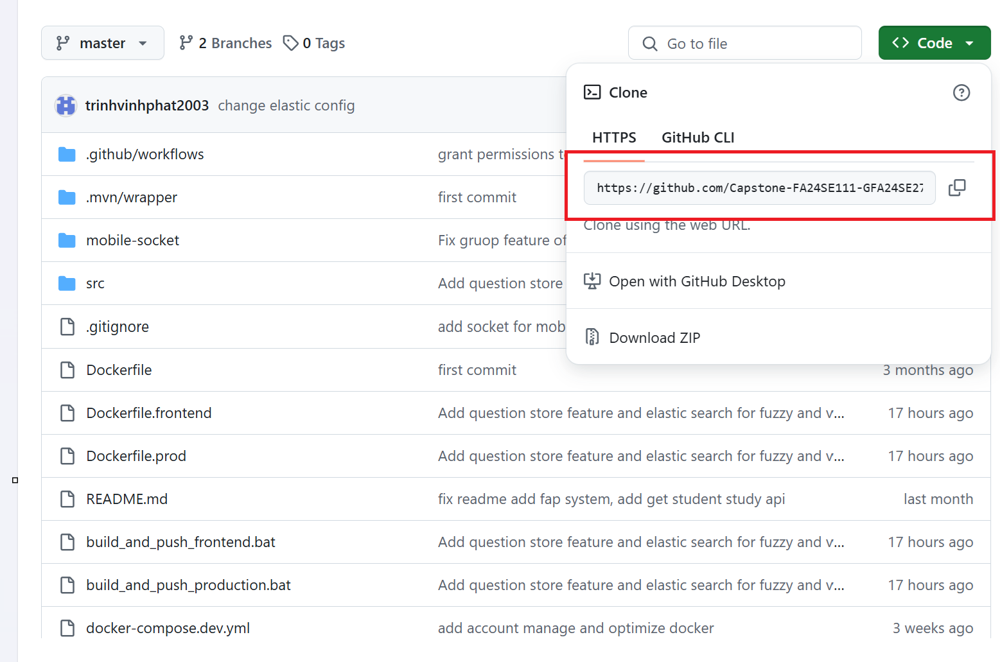 master 2 Branches 0 Tags Go to file Code
trinhvinhphat2003 change elastic config
Clone
HTTPS GitHub CLI
https://github.com/Capstone-FA24SE111-GFA24SE27
Clone using the web URL.
Open with GitHub Desktop
Download ZIP
.github/workflows grant permissions t
.mvn/wrapper first commit
mobile-socket Fix gruop feature of
src Add question store
.gitignore add socket for mob
Dockerfile first commit 3 months ago
Dockerfile.frontend Add question store feature and elastic search for fuzzy and v... 17 hours ago
Dockerfile.prod Add question store feature and elastic search for fuzzy and v... 17 hours ago
README.md fix readme add fap system, add get student study api last month
build_and_push_frontend.bat Add question store feature and elastic search for fuzzy and v... 17 hours ago
build_and_push_production.bat Add question store feature and elastic search for fuzzy and v... 17 hours ago
docker-compose.dev.yml add account manage and optimize docker 3 weeks ago